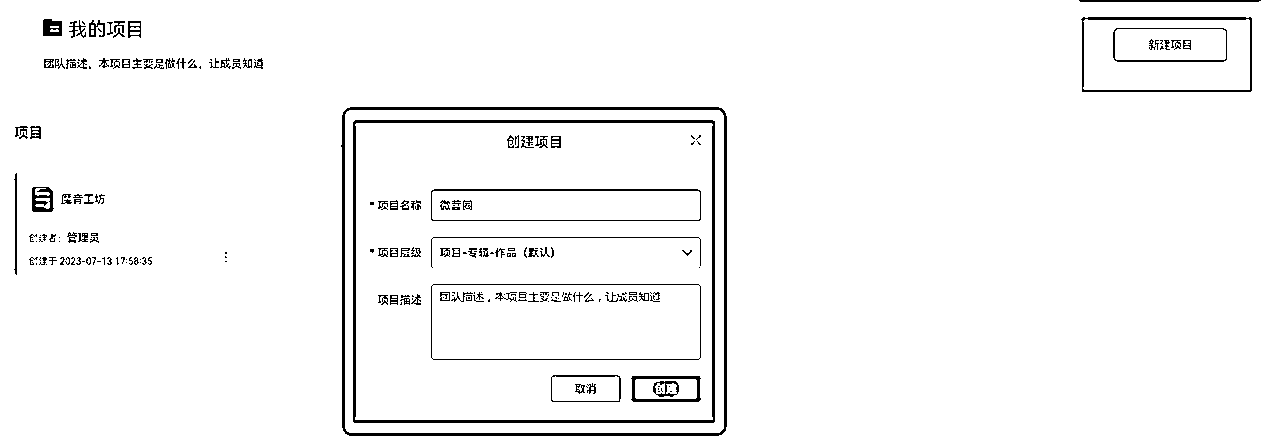 我的项目
新建项目
团队描述，本项目主要是做什么，让成员知道
项目
魔音工坊
创建者：管理员
创建于 2023-07-13 17:58:35
创建项目
* 项目名称
* 项目层级
项目-专辑-作品（默认）
项目描述
团队描述，本项目主要是做什么，让成员知道
取消
创建